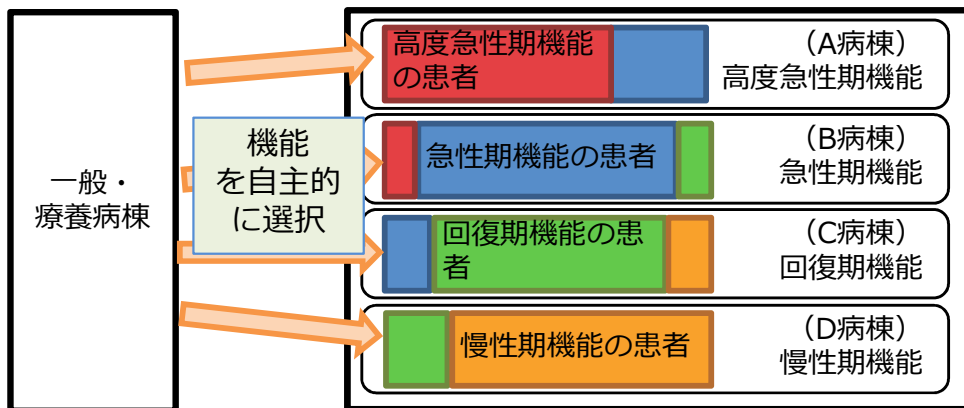 一般・
療養病棟
機能
を自主的
に選択
高度急性期機能
の患者
（A病棟）
高度急性期機能
急性期機能の患者
（B病棟）
急性期機能
回復期機能の患
者
（C病棟）
回復期機能
慢性期機能の患者
（D病棟）
慢性期機能